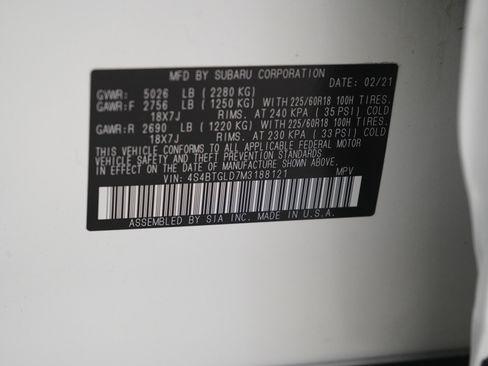 MFD BY SUBARU CORPORATION
DATE: 02/21
GVWR: 5026 LB ( 2280 KG)
GAWR:F 2756 LB ( 1250 KG) WITH 225/60R18 100H TIRES.
18X7J RIMS. AT 240 KPA ( 35 PSI) COLD
GAWR:R 2690 LB ( 1220 KG) WITH 225/60R18 100H TIRES.
18X7J RIMS. AT 230 KPA ( 33 PSI) COLD
THIS VEHICLE CONFORMS TO ALL APPLICABLE FEDERAL MOTOR
VEHICLE SAFETY AND THEFT PREVENTION STANDARDS
IN EFFECT ON THE DATE OF MANUFACTURE SHOWN ABOVE.
VIN: 4S4BTGLD7M3188121 MPV
ASSEMBLED BY SIA INC. MADE IN U.S.A.